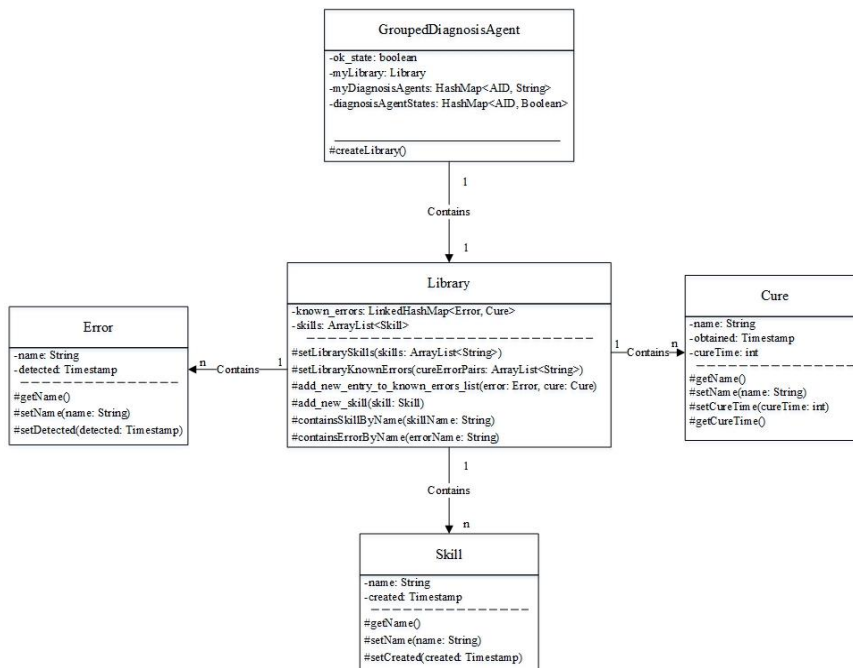 GroupedDiagnosisAgent
-ok_state: boolean
-myLibrary: Library
-myDiagnosisAgents: HashMap<AID, String>
-diagnosisAgentStates: HashMap<AID, Boolean>
#createLibrary()
1
Contains
1
Library
-known_errors: LinkedHashMap<Error, Cure>
-skills: ArrayList<Skill>
#setLibrarySkills(skills: ArrayList<String>)
#setLibraryKnownErrors(cureErrorPairs: ArrayList<String>)
#add_new_entry_to_known_errors_list(error: Error, cure: Cure)
#add_new_skill(skill: Skill)
#containsSkillByName(skillName: String)
#containsErrorByName(errorName: String)
Error
-name: String
-detected: Timestamp
#getName()
#setName(name: String)
#setDetected(detected: Timestamp)
n
Contains
1
1
Contains
n
Cure
-name: String
-obtained: Timestamp
-cureTime: int
#getName()
#setName(name: String)
#setCureTime(cureTime: int)
#getCureTime()
1
Contains
n
Skill
-name: String
-created: Timestamp
#getName()
#setName(name: String)
#setCreated(created: Timestamp)